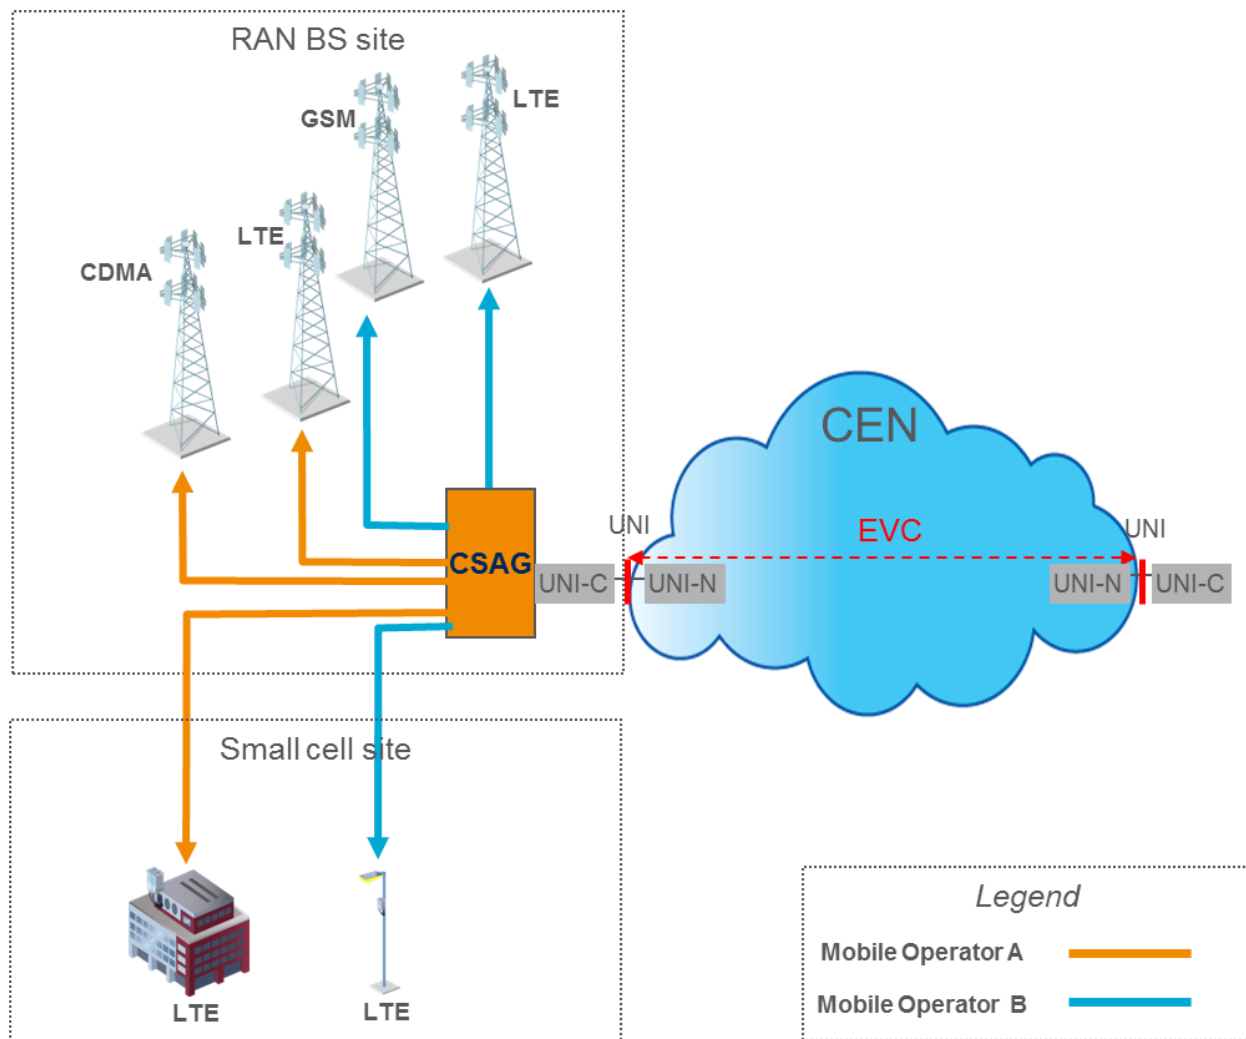 RAN BS site
LTE
GSM
LTE
CDMA
CEN
UNI
EVC
UNI
CSAG
UNI-C
UNI-N
UNI-N
UNI-C
Small cell site
LTE
LTE
Legend
Mobile Operator A
Mobile Operator B